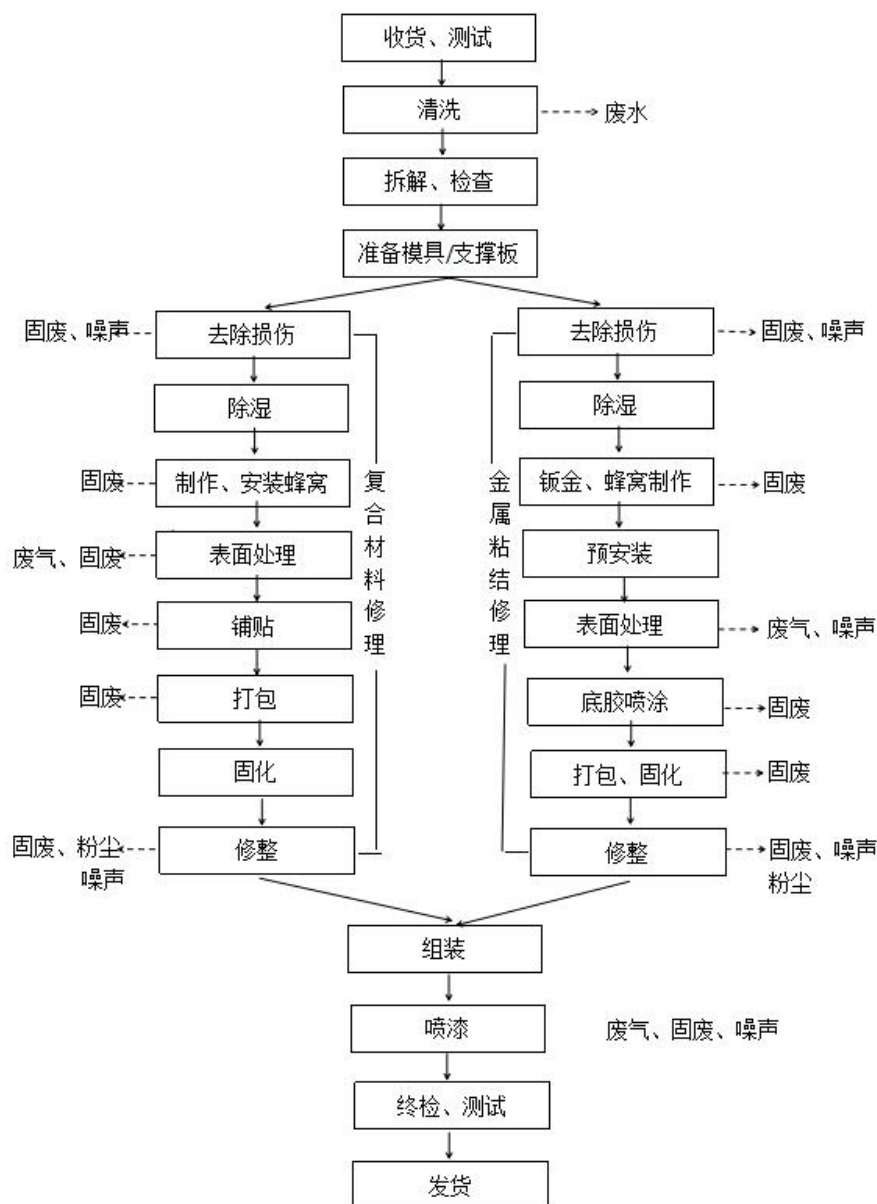 收货、测试
清洗
废水
拆解、检查
准备模具/支撑板
固废、噪声
去除损伤
去除损伤
固废、噪声
除湿
除湿
固废
制作、安装蜂窝
复合材料修理
金属粘结修理
钣金、蜂窝制作
固废
废气、固废
表面处理
预安装
固废
铺贴
表面处理
废气、噪声
固废
打包
底胶喷涂
固废
固化
打包、固化
固废
固废、粉尘
噪声
修整
修整
固废、噪声
粉尘
组装
喷漆
废气、固废、噪声
终检、测试
发货